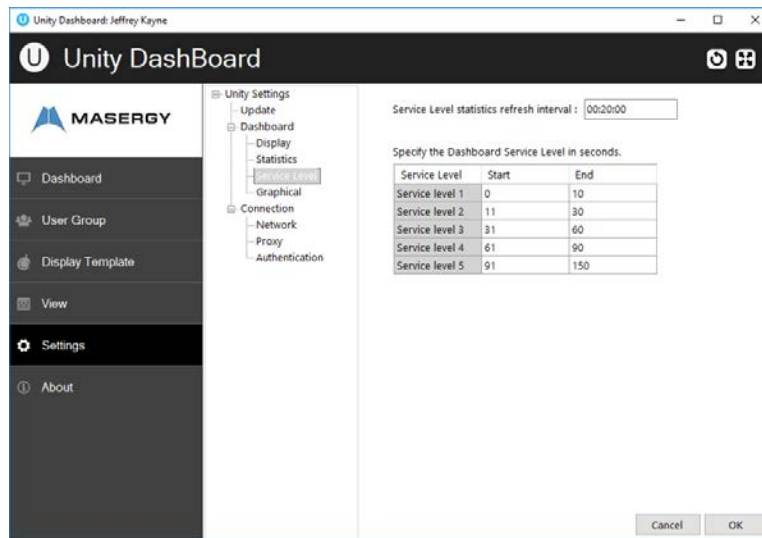 Unity Dashboard: Jeffrey Kayne
U Unity DashBoard
MASERGY
Dashboard
User Group
Display Template
View
Settings
About
Unity Settings
Update
Dashboard
Display
Statistics
Service Level
Graphical
Connection
Network
Proxy
Authentication
Service Level statistics refresh interval : 00:20:00
Specify the Dashboard Service Level in seconds.
Service Level Start End
Service level 1 0 10
Service level 2 11 30
Service level 3 31 60
Service level 4 61 90
Service level 5 91 150
Cancel OK